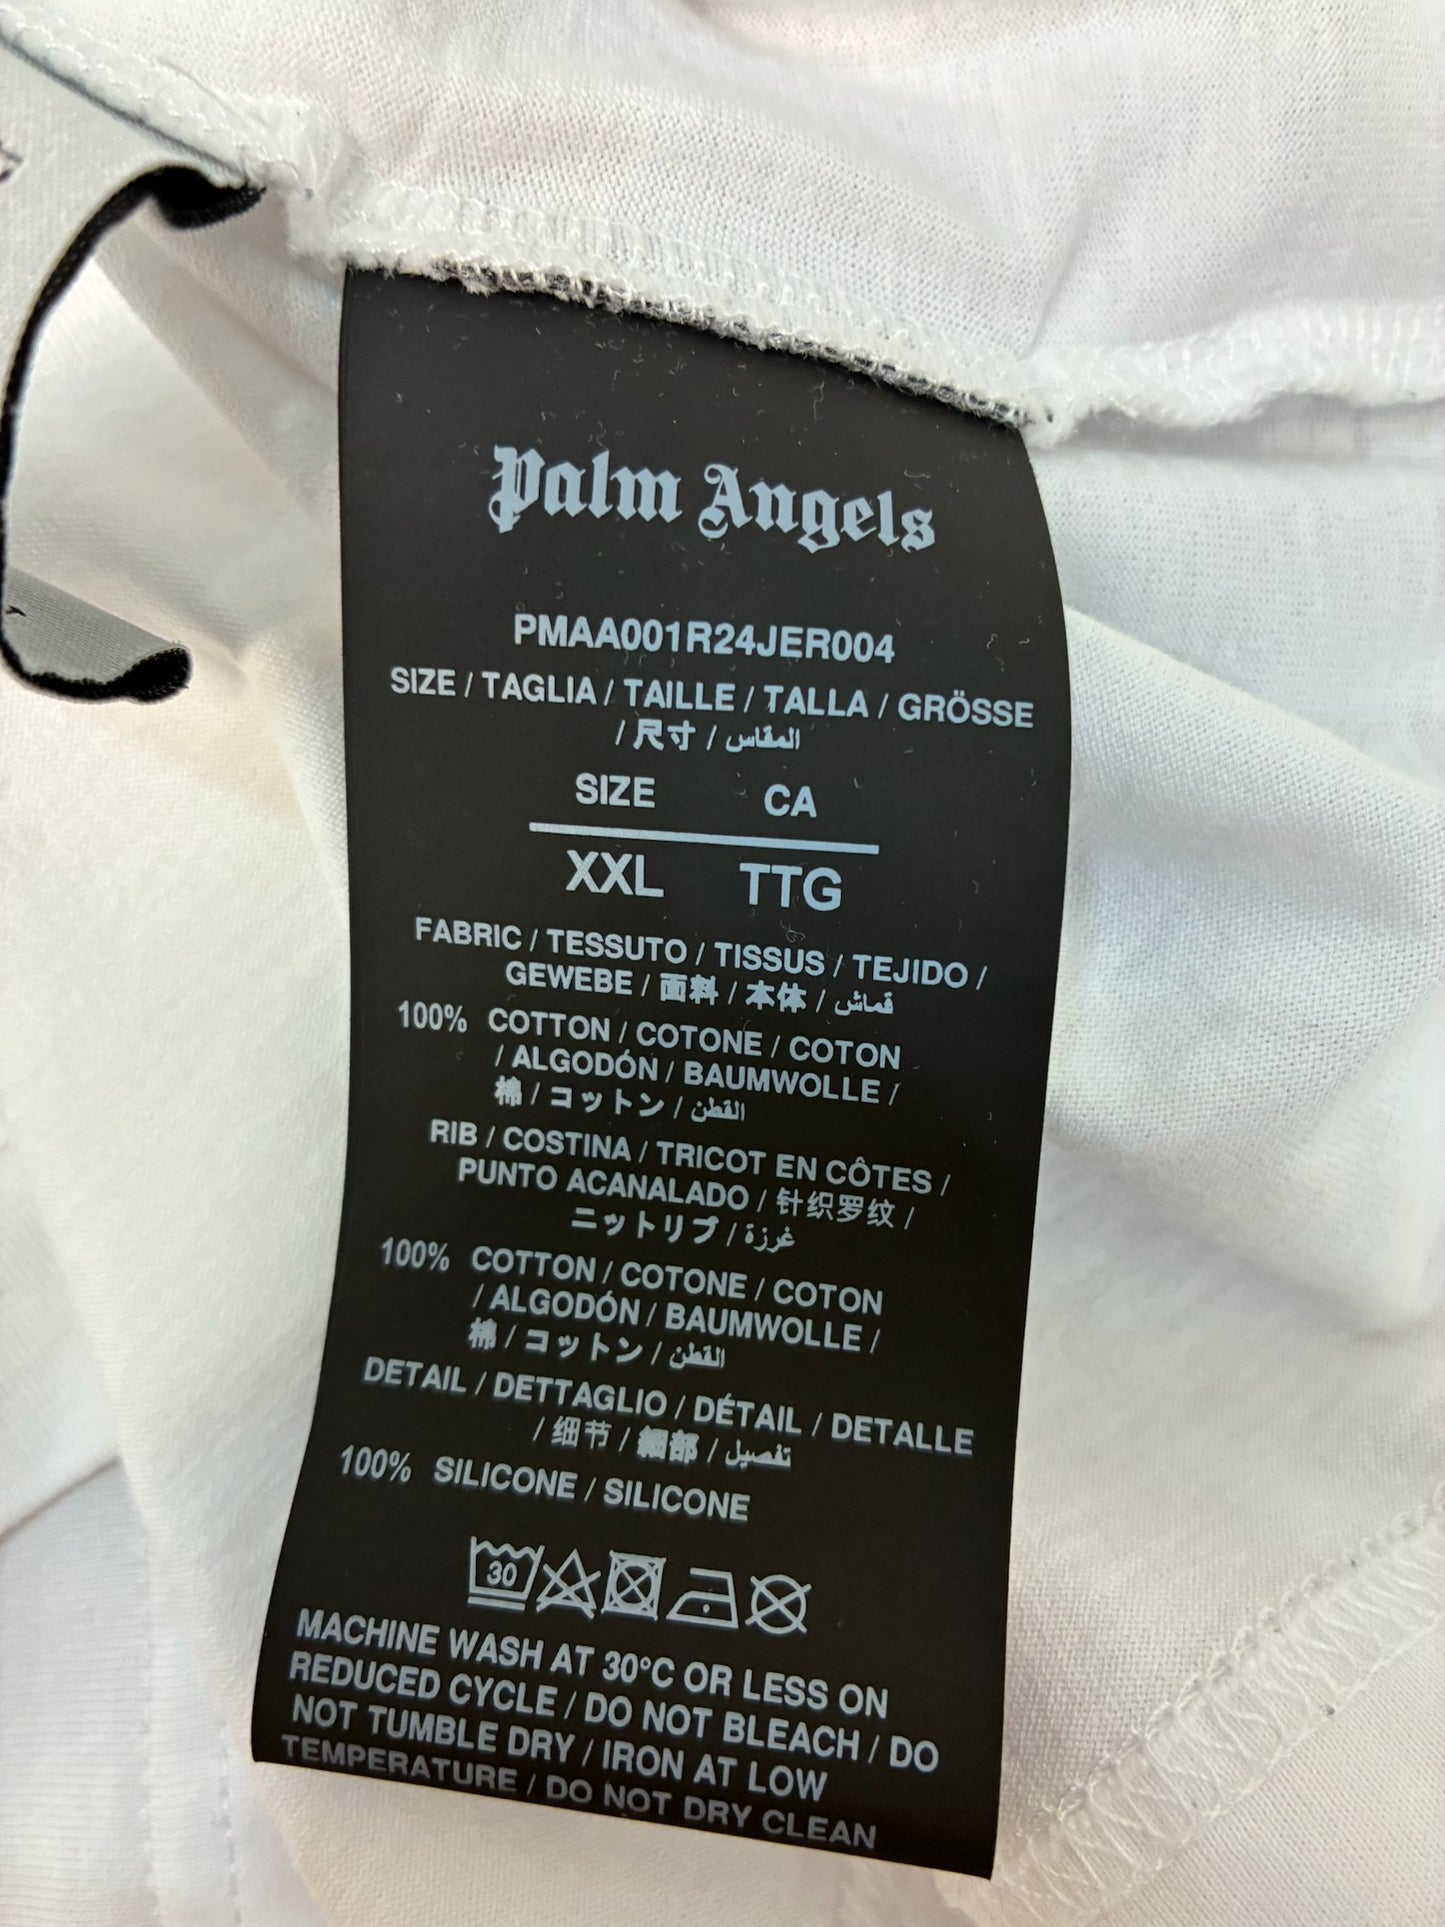 Palm Angels
PMAA001R24JER004
SIZE / TAGLIA / TAILLE / TALLA / GRÖSSE
/ 尺寸 / المقاس
SIZE CA
XXL TTG
FABRIC / TESSUTO / TISSUS / TEJIDO /
GEWEBE / 面料 / 本体 / قماش
100% COTTON / COTONE / COTON
/ ALGODÓN / BAUMWOLLE /
棉 / コットン / القطن
RIB / COSTINA / TRICOT EN CÔTES /
PUNTO ACANALADO / 针织罗纹 /
ニットリブ / غرزة
100% COTTON / COTONE / COTON
/ ALGODÓN / BAUMWOLLE /
棉 / コットン / القطن
DETAIL / DETTAGLIO / DÉTAIL / DETALLE
/ 细节 / 細部 / تفصيل
100% SILICONE / SILICONE
30
MACHINE WASH AT 30°C OR LESS ON
REDUCED CYCLE / DO NOT BLEACH / DO
NOT TUMBLE DRY / IRON AT LOW
TEMPERATURE / DO NOT DRY CLEAN